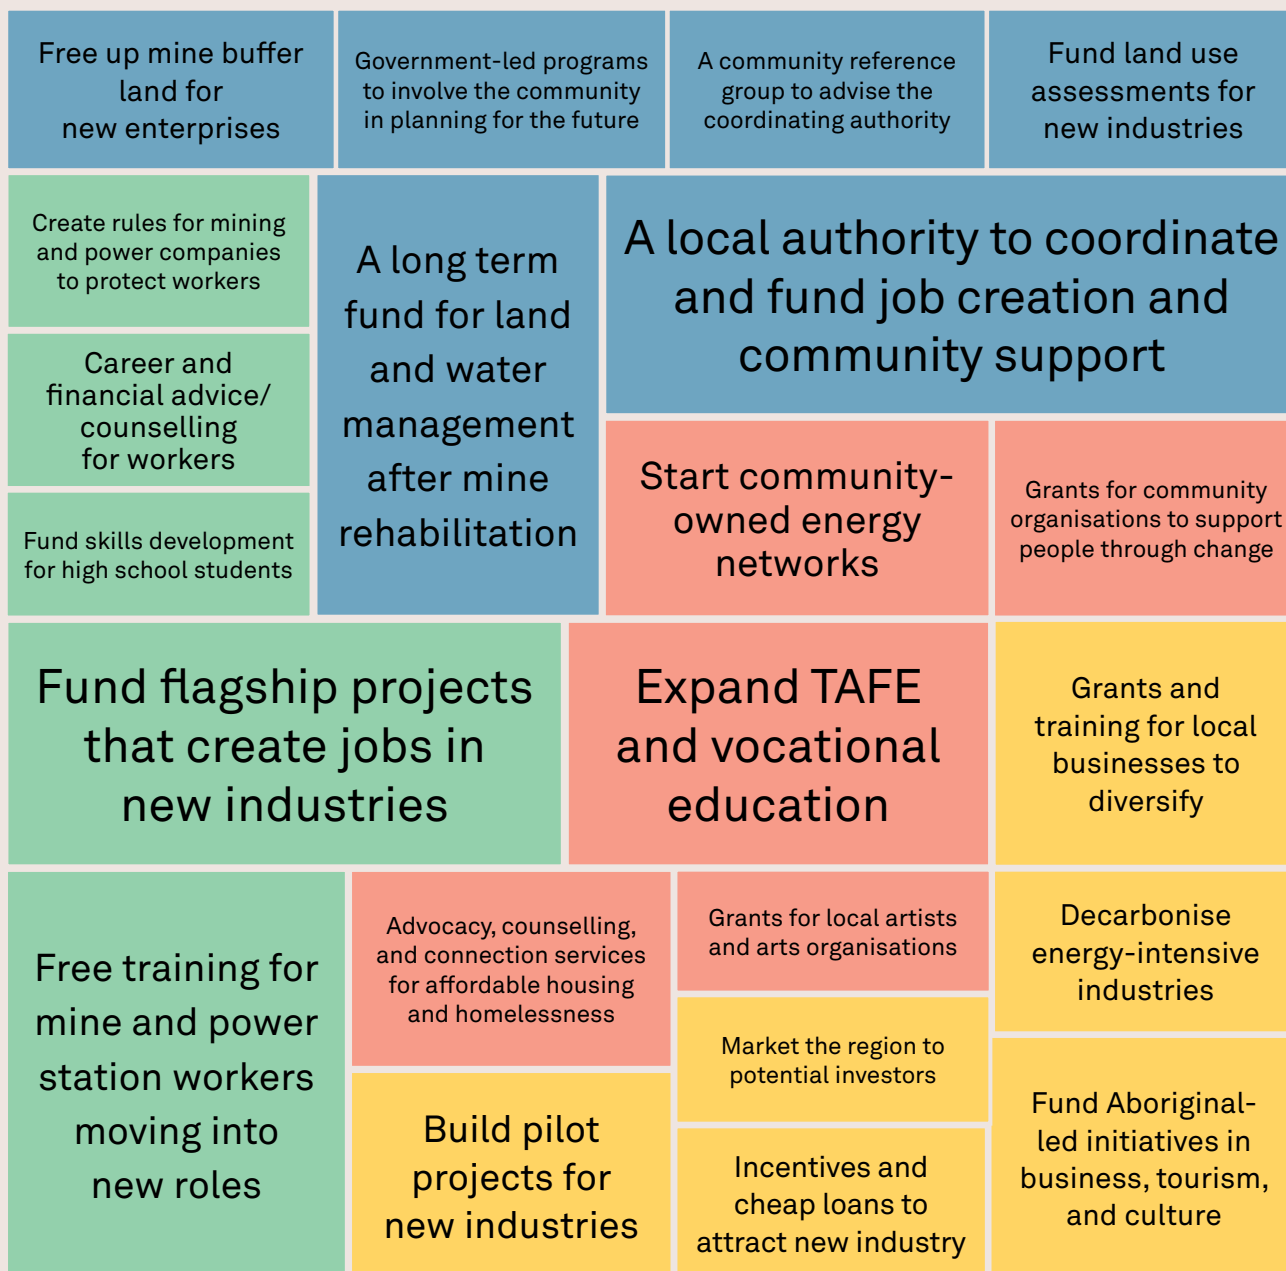 Free up mine buffer
land for
new enterprises
Government-led programs
to involve the community
in planning for the future
A community reference
group to advise the
coordinating authority
Fund land use
assessments for
new industries
Create rules for mining
and power companies
to protect workers
Career and
financial advice/
counselling
for workers
Fund skills development
for high school students
A long term
fund for land
and water
management
after mine
rehabilitation
A local authority to coordinate
and fund job creation and
community support
Start community-
owned energy
networks
Grants for community
organisations to support
people through change
Fund flagship projects
that create jobs in
new industries
Expand TAFE
and vocational
education
Grants and
training for local
businesses to
diversify
Free training for
mine and power
station workers
moving into
new roles
Advocacy, counselling,
and connection services
for affordable housing
and homelessness
Grants for local artists
and arts organisations
Decarbonise
energy-intensive
industries
Market the region to
potential investors
Build pilot
projects for
new industries
Incentives and
cheap loans to
attract new industry
Fund Aboriginal-
led initiatives in
business, tourism,
and culture